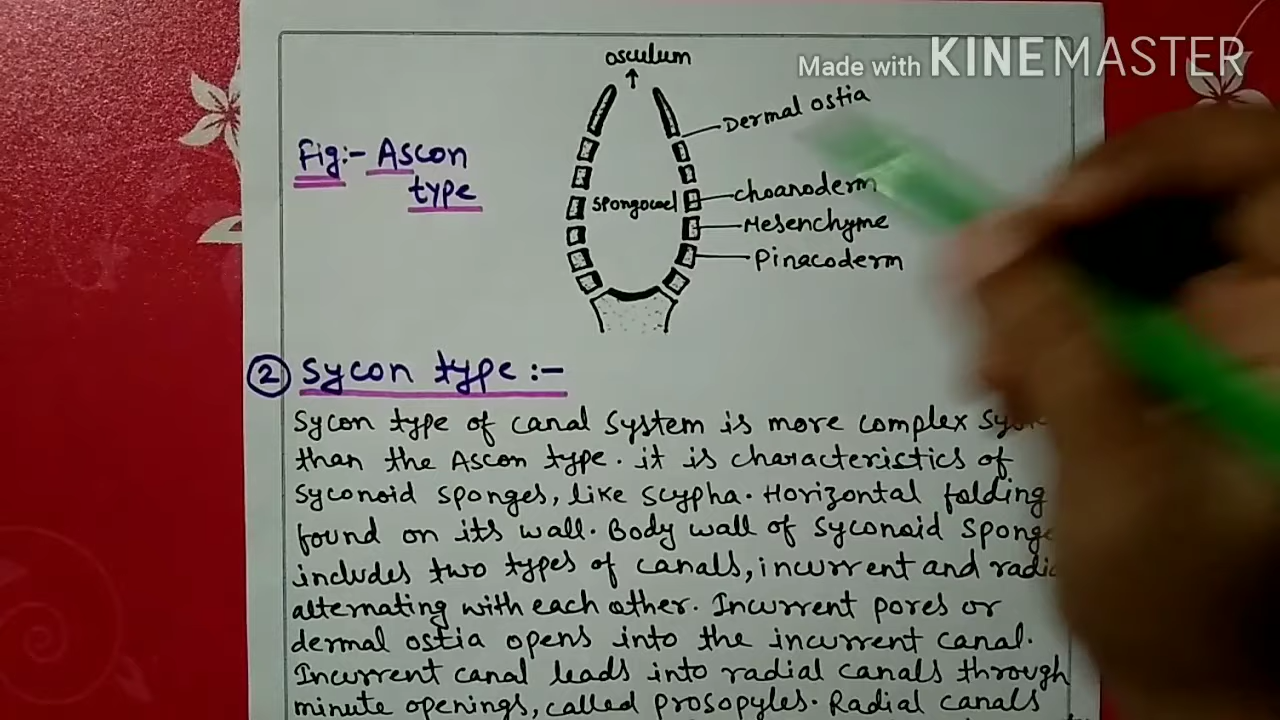 Made with KINEMASTER
osculum
Dermal ostia
Fig:- Ascon
type
spongocoel
choanoderm
Mesenchyme
Pinacoderm
2 Sycon type :-
Sycon type of canal system is more complex
than the Ascon type. it is characteristics of
syconoid sponges, like scypha. Horizontal folding
found on its wall. Body wall of syconoid
includes two types of canals, incurrent and
alternating with each other. Incurrent pores or
dermal ostia opens into the incurrent canal.
Incurrent canal leads into radial canals through
minute openings, called prosopyles. Radial canals